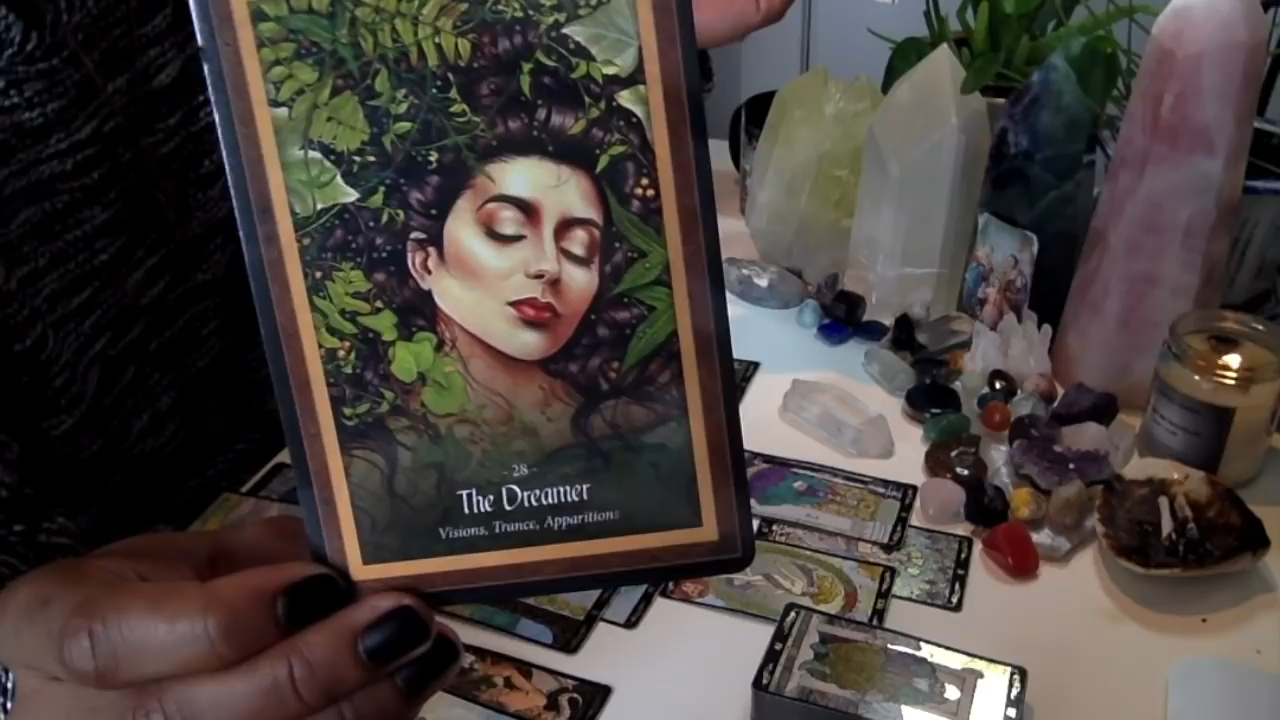 - 28 -
The Dreamer
Visions, Trance, Apparitions